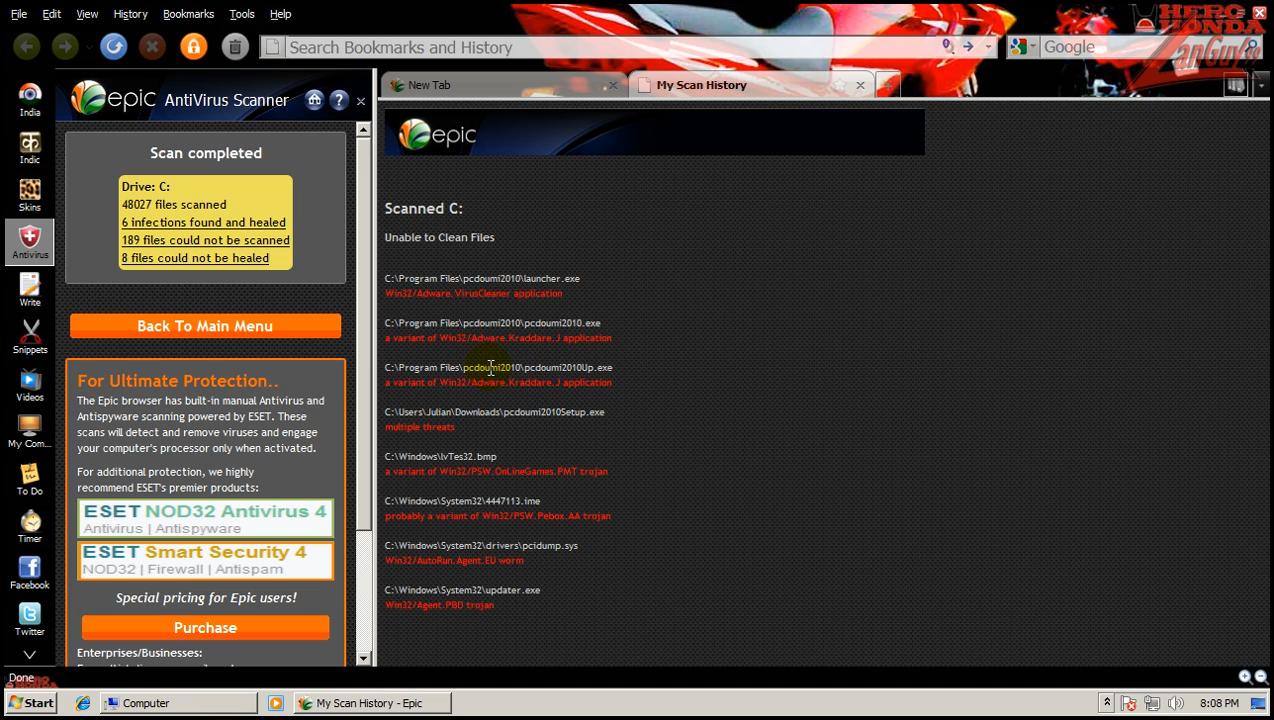 File Edit View History Bookmarks Tools Help
HERO
HONDA
Search Bookmarks and History
Google
India
Indic
Skins
Antivirus
Write
Snippets
Videos
My Com...
To Do
Timer
Facebook
Twitter
epic AntiVirus Scanner
Scan completed
Drive: C:
48027 files scanned
6 infections found and healed
189 files could not be scanned
8 files could not be healed
Back To Main Menu
For Ultimate Protection..
The Epic browser has built-in manual Antivirus and
Antispyware scanning powered by ESET. These
scans will detect and remove viruses and engage
your computer's processor only when activated.
For additional protection, we highly
recommend ESET's premier products:
ESET NOD32 Antivirus 4
Antivirus | Antispyware
ESET Smart Security 4
NOD32 | Firewall | Antispam
Special pricing for Epic users!
Purchase
Enterprises/Businesses:
New Tab
My Scan History
epic
Scanned C:
Unable to Clean Files
C:\Program Files\pcdoumi2010\launcher.exe
Win32/Adware.VirusCleaner application
C:\Program Files\pcdoumi2010\pcdoumi2010.exe
a variant of Win32/Adware.Kraddare.J application
C:\Program Files\pcdoumi2010\pcdoumi2010Up.exe
a variant of Win32/Adware.Kraddare.J application
C:\Users\Julian\Downloads\pcdoumi2010Setup.exe
multiple threats
C:\Windows\lvTes32.bmp
a variant of Win32/PSW.OnLineGames.PMT trojan
C:\Windows\System32\4447113.ime
probably a variant of Win32/PSW.Pebox.AA trojan
C:\Windows\System32\drivers\pcidump.sys
Win32/AutoRun.Agent.EU worm
C:\Windows\System32\updater.exe
Win32/Agent.PBD trojan
Done
Start
Computer
My Scan History - Epic
8:08 PM